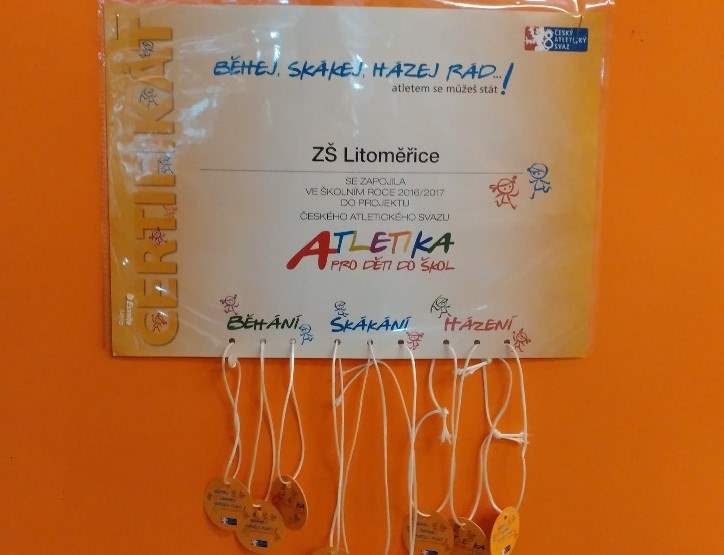 CERTIFIKÁT
ČESKÝ
ATLETICKÝ
SVAZ
BĚHEJ, SKÁKEJ, HÁZEJ RÁD...!
atletem se můžeš stát
ZŠ Litoměřice
SE ZAPOJILA
VE ŠKOLNÍM ROCE 2016/2017
DO PROJEKTU
ČESKÉHO ATLETICKÉHO SVAZU
ATLETIKA
PRO DĚTI DO ŠKOL
BĚHÁNÍ SKÁKÁNÍ HÁZENÍ